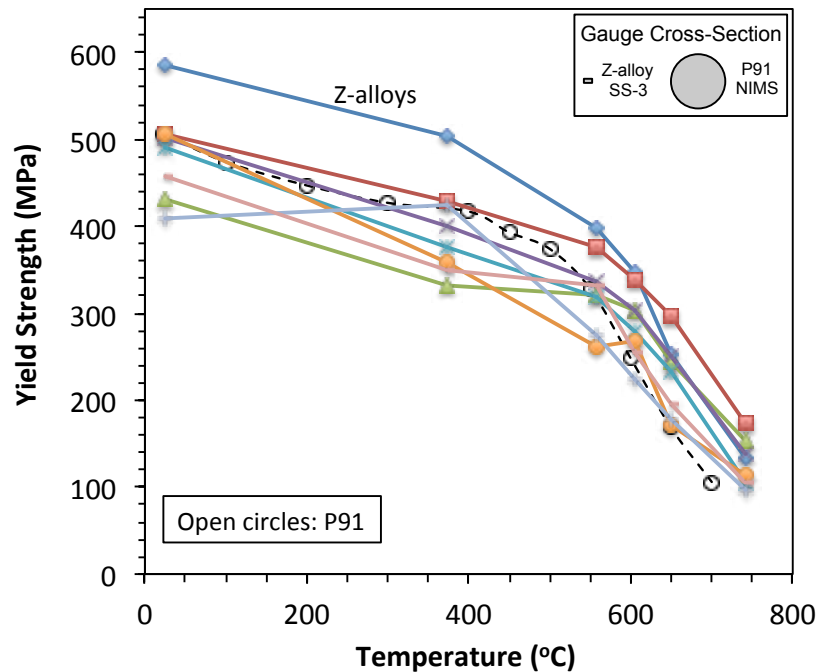 Gauge Cross-Section
Z-alloy
SS-3
P91
NIMS
Z-alloys
Yield Strength (MPa)
600
500
400
300
200
100
0
Open circles: P91
0
200
400
600
800
Temperature (ºC)